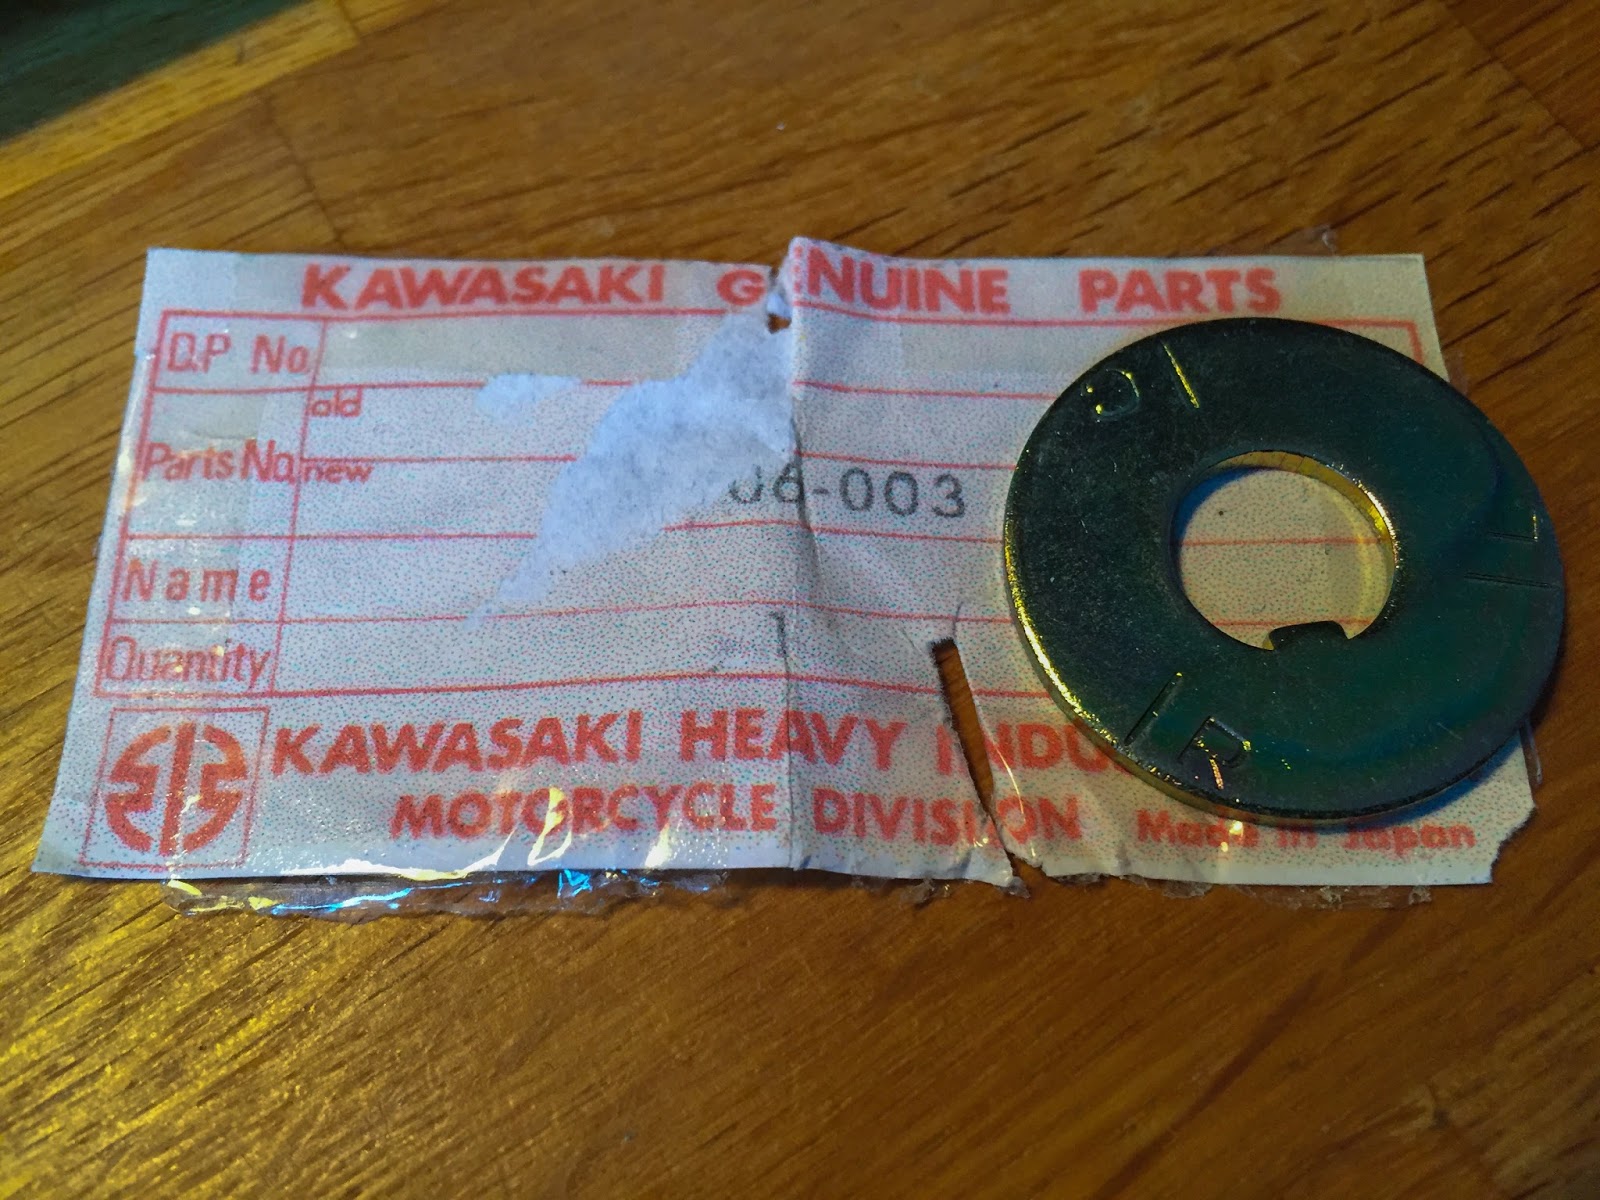 KAWASAKI GENUINE PARTS
D.P No.
old
Parts No. new 06-003
Name
Quantity 1
KAWASAKI HEAVY INDU
MOTORCYCLE DIVISION Made in Japan
L
R